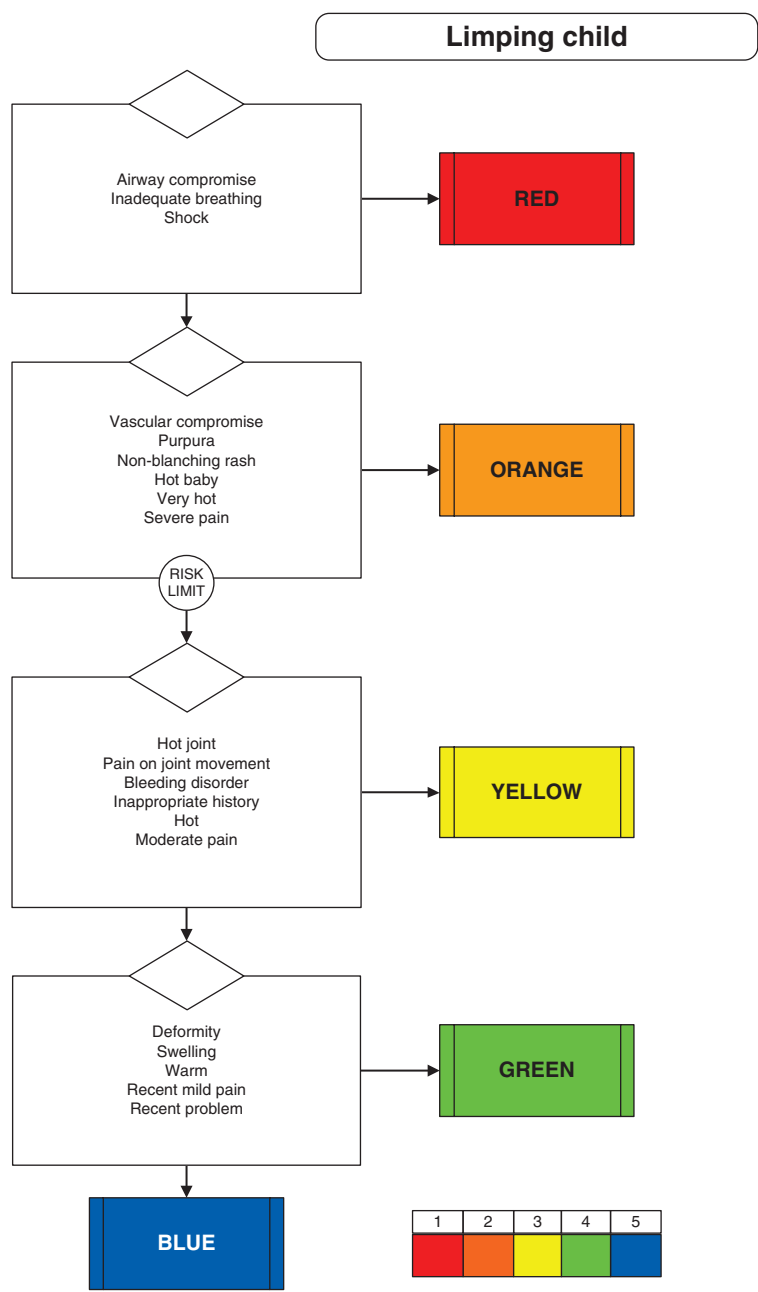 Limping child
Airway compromise
Inadequate breathing
Shock
RED
Vascular compromise
Purpura
Non-blanching rash
Hot baby
Very hot
Severe pain
ORANGE
RISK
LIMIT
Hot joint
Pain on joint movement
Bleeding disorder
Inappropriate history
Hot
Moderate pain
YELLOW
Deformity
Swelling
Warm
Recent mild pain
Recent problem
GREEN
BLUE
1 2 3 4 5